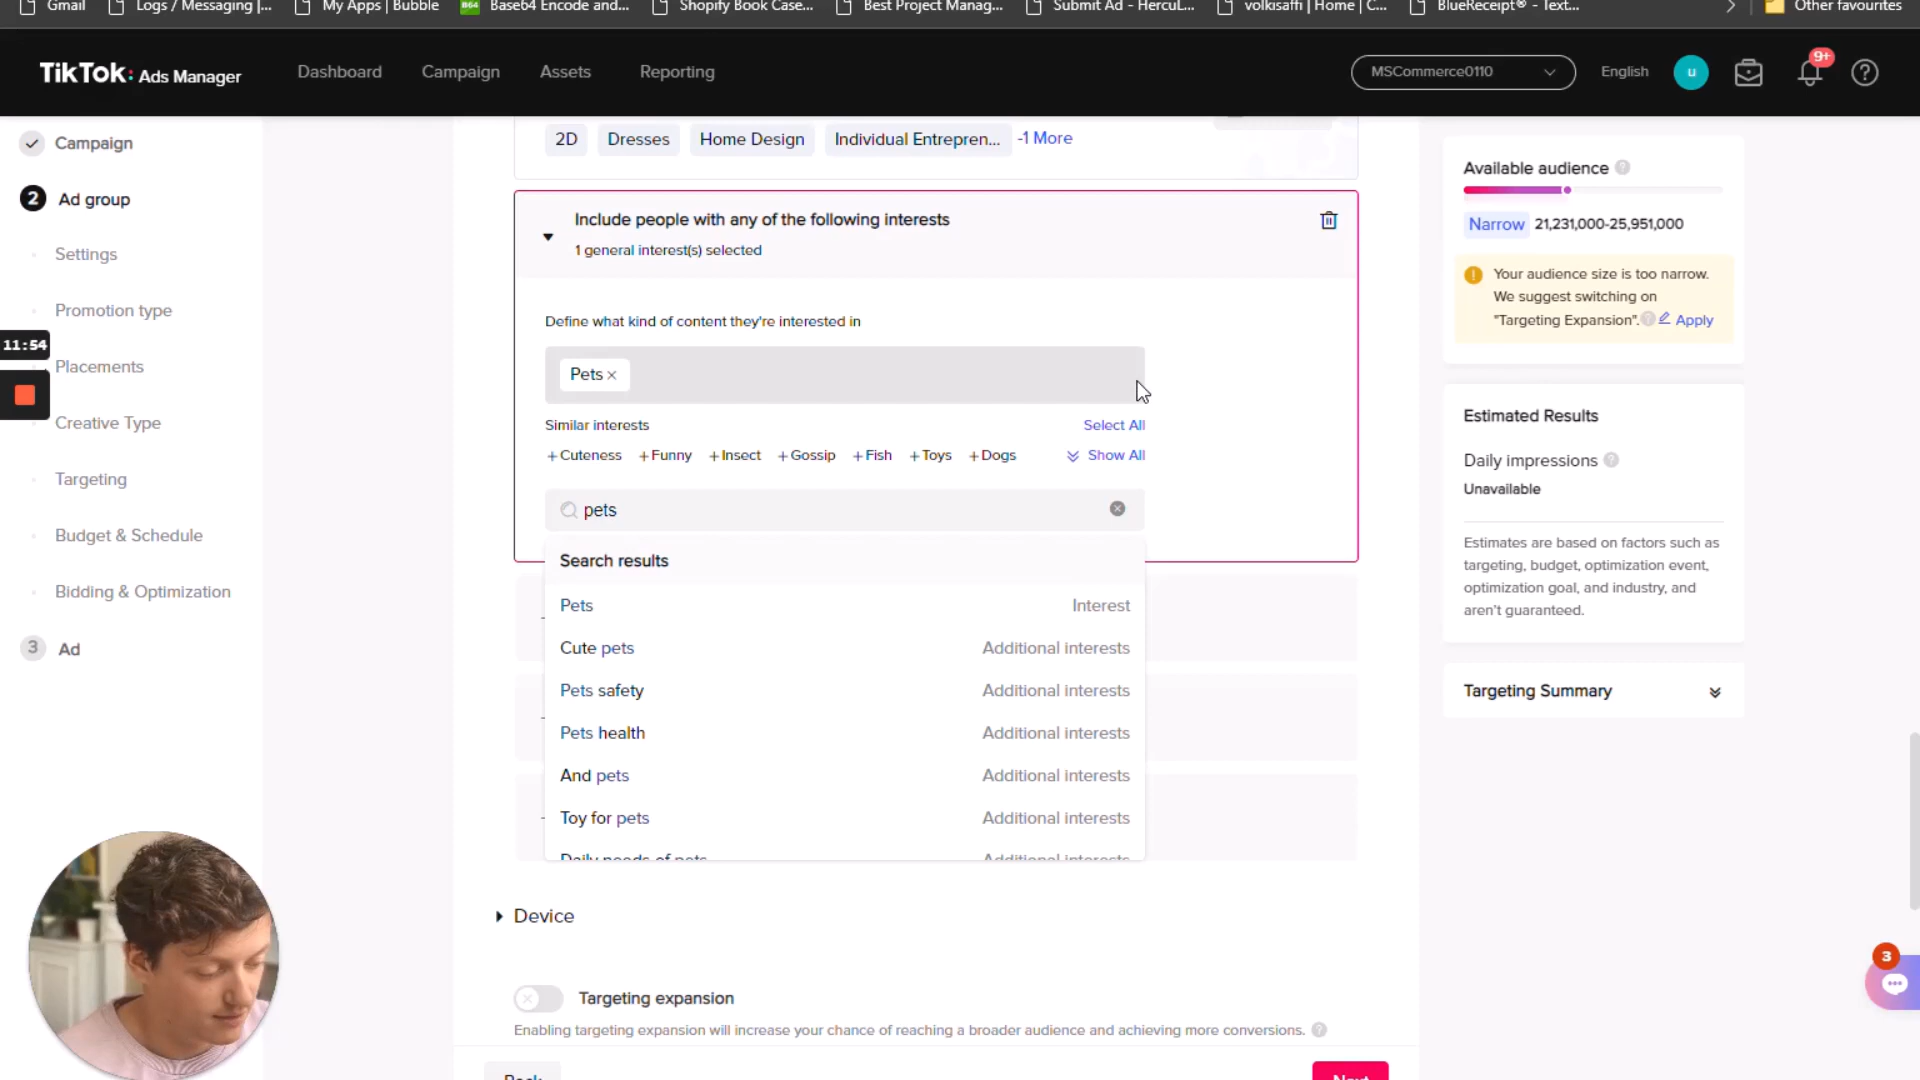 Gmail
Logs / Messaging |...
My Apps | Bubble
B64 Base64 Encode and...
Shopify Book Case...
Best Project Manag...
Submit Ad - HercuL...
volkisaffi | Home | C...
BlueReceipt® - Text...
Other favourites
TikTok: Ads Manager
Dashboard
Campaign
Assets
Reporting
MSCommerce0110
English
u
9+
Campaign
2 Ad group
Settings
Promotion type
11:54
Placements
Creative Type
Targeting
Budget & Schedule
Bidding & Optimization
3 Ad
2D Dresses Home Design Individual Entrepren... -1 More
Include people with any of the following interests
1 general interest(s) selected
Define what kind of content they're interested in
Pets ×
Similar interests Select All
+ Cuteness + Funny + Insect + Gossip + Fish + Toys + Dogs Show All
pets
Search results
Pets Interest
Cute pets Additional interests
Pets safety Additional interests
Pets health Additional interests
And pets Additional interests
Toy for pets Additional interests
Daily needs of pets Additional interests
Device
Targeting expansion
Enabling targeting expansion will increase your chance of reaching a broader audience and achieving more conversions.
Back
Next
Available audience
Narrow 21,231,000-25,951,000
Your audience size is too narrow.
We suggest switching on
"Targeting Expansion". Apply
Estimated Results
Daily impressions
Unavailable
Estimates are based on factors such as
targeting, budget, optimization event,
optimization goal, and industry, and
aren't guaranteed.
Targeting Summary
3